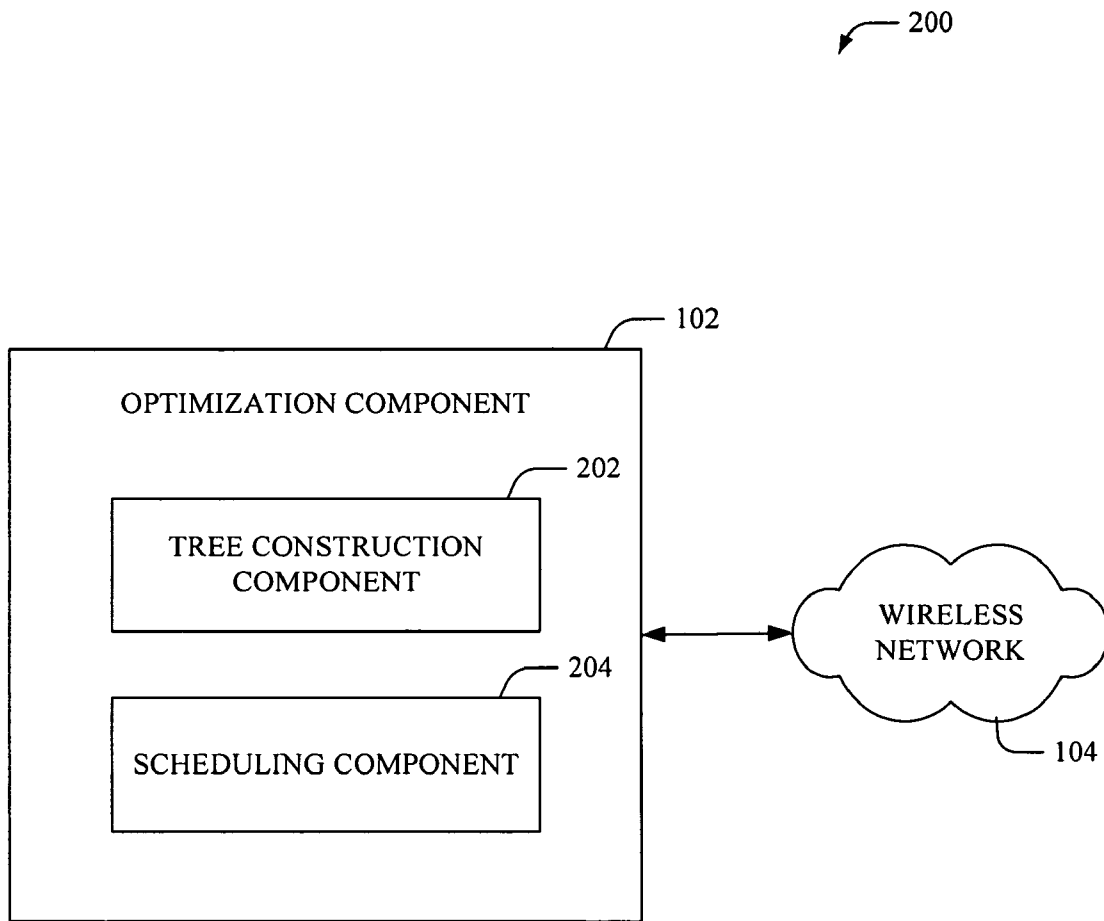 200
102
OPTIMIZATION COMPONENT
202
TREE CONSTRUCTION
COMPONENT
204
SCHEDULING COMPONENT
WIRELESS
NETWORK
104